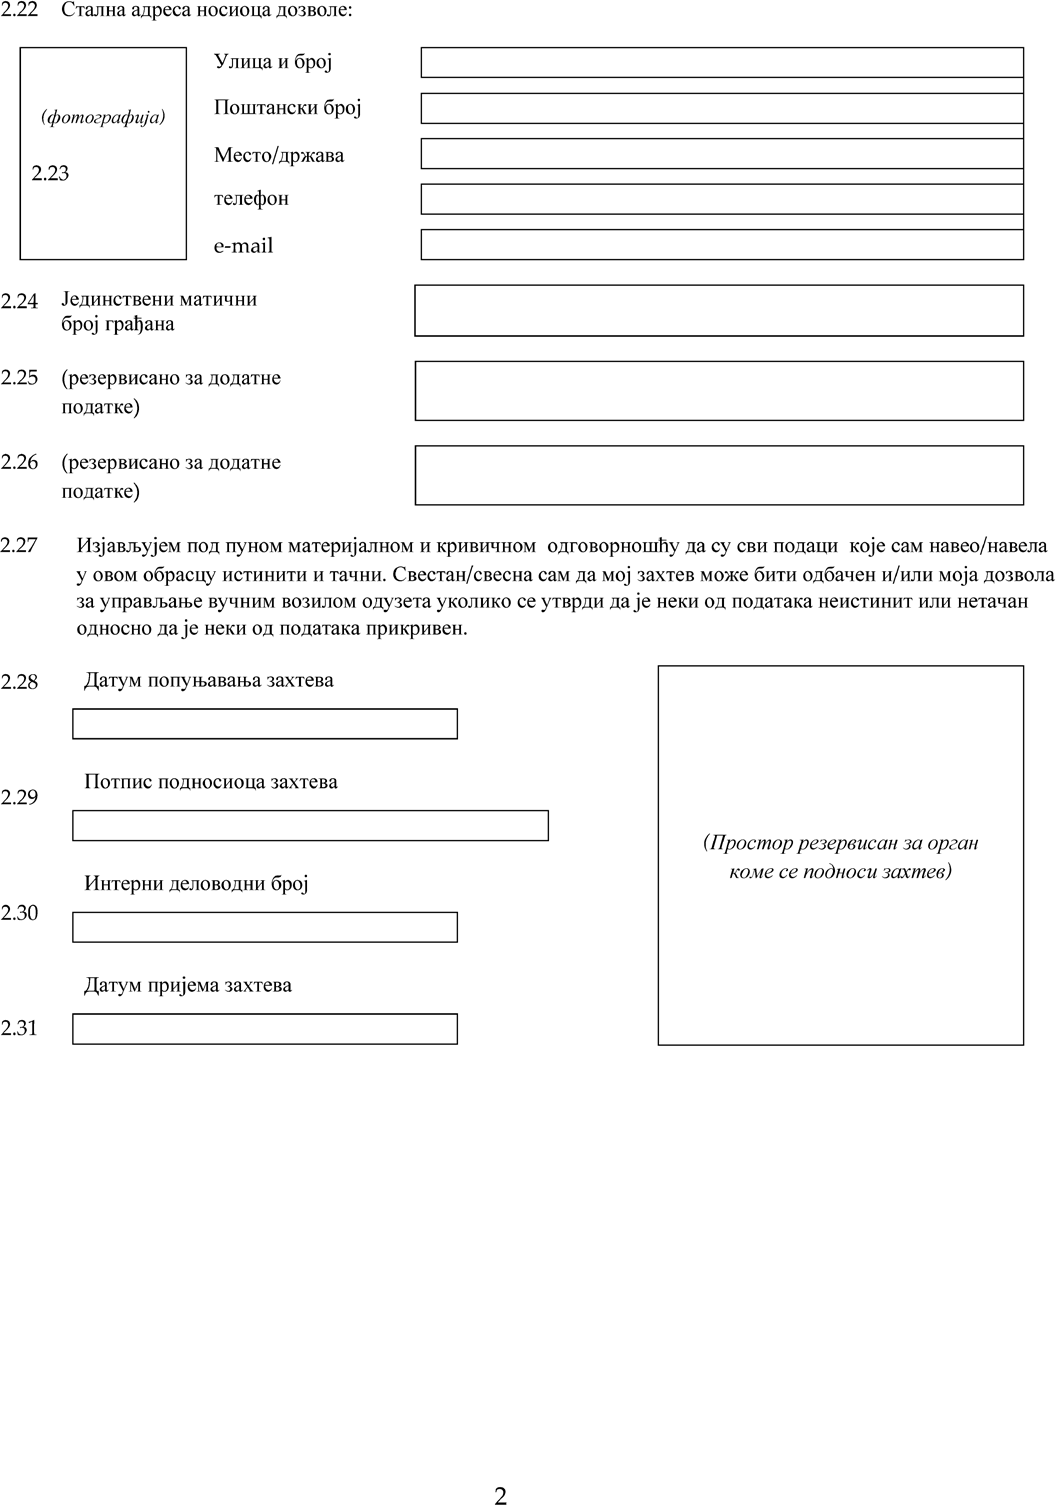 2.22 Стална адреса носиоца дозволе:
Улица и број
(фотографија)
Поштански број
Место/држава
2.23
телефон
e-mail
2.24 Јединствени матични
број грађана
2.25 (резервисано за додатне
податке)
2.26 (резервисано за додатне
податке)
2.27 Изјављујем под пуном материјалном и кривичном одговорношћу да су сви подаци које сам навео/навела
у овом обрасцу истинити и тачни. Свестан/свесна сам да мој захтев може бити одбачен и/или моја дозвола
за управљање вучним возилом одузета уколико се утврди да је неки од података неистинит или нетачан
односно да је неки од података прикривен.
2.28 Датум попуњавања захтева
2.29 Потпис подносиоца захтева
(Простор резервисан за орган
коме се подноси захтев)
2.30 Интерни деловодни број
2.31 Датум пријема захтева
2